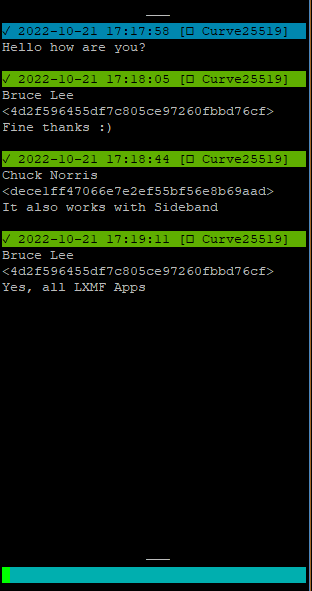 ✓ 2022-10-21 17:17:58 [□ Curve25519]
Hello how are you?
✓ 2022-10-21 17:18:05 [□ Curve25519]
Bruce Lee
<4d2f596455df7c805ce97260fbbd76cf>
Fine thanks :)
✓ 2022-10-21 17:18:44 [□ Curve25519]
Chuck Norris
<dece1ff47066e7e2ef55bf56e8b69aad>
It also works with Sideband
✓ 2022-10-21 17:19:11 [□ Curve25519]
Bruce Lee
<4d2f596455df7c805ce97260fbbd76cf>
Yes, all LXMF Apps